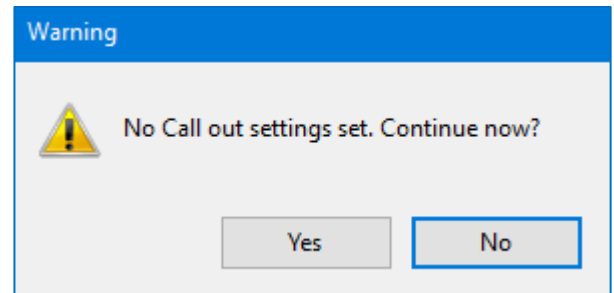 Warning
No Call out settings set. Continue now?
Yes
No